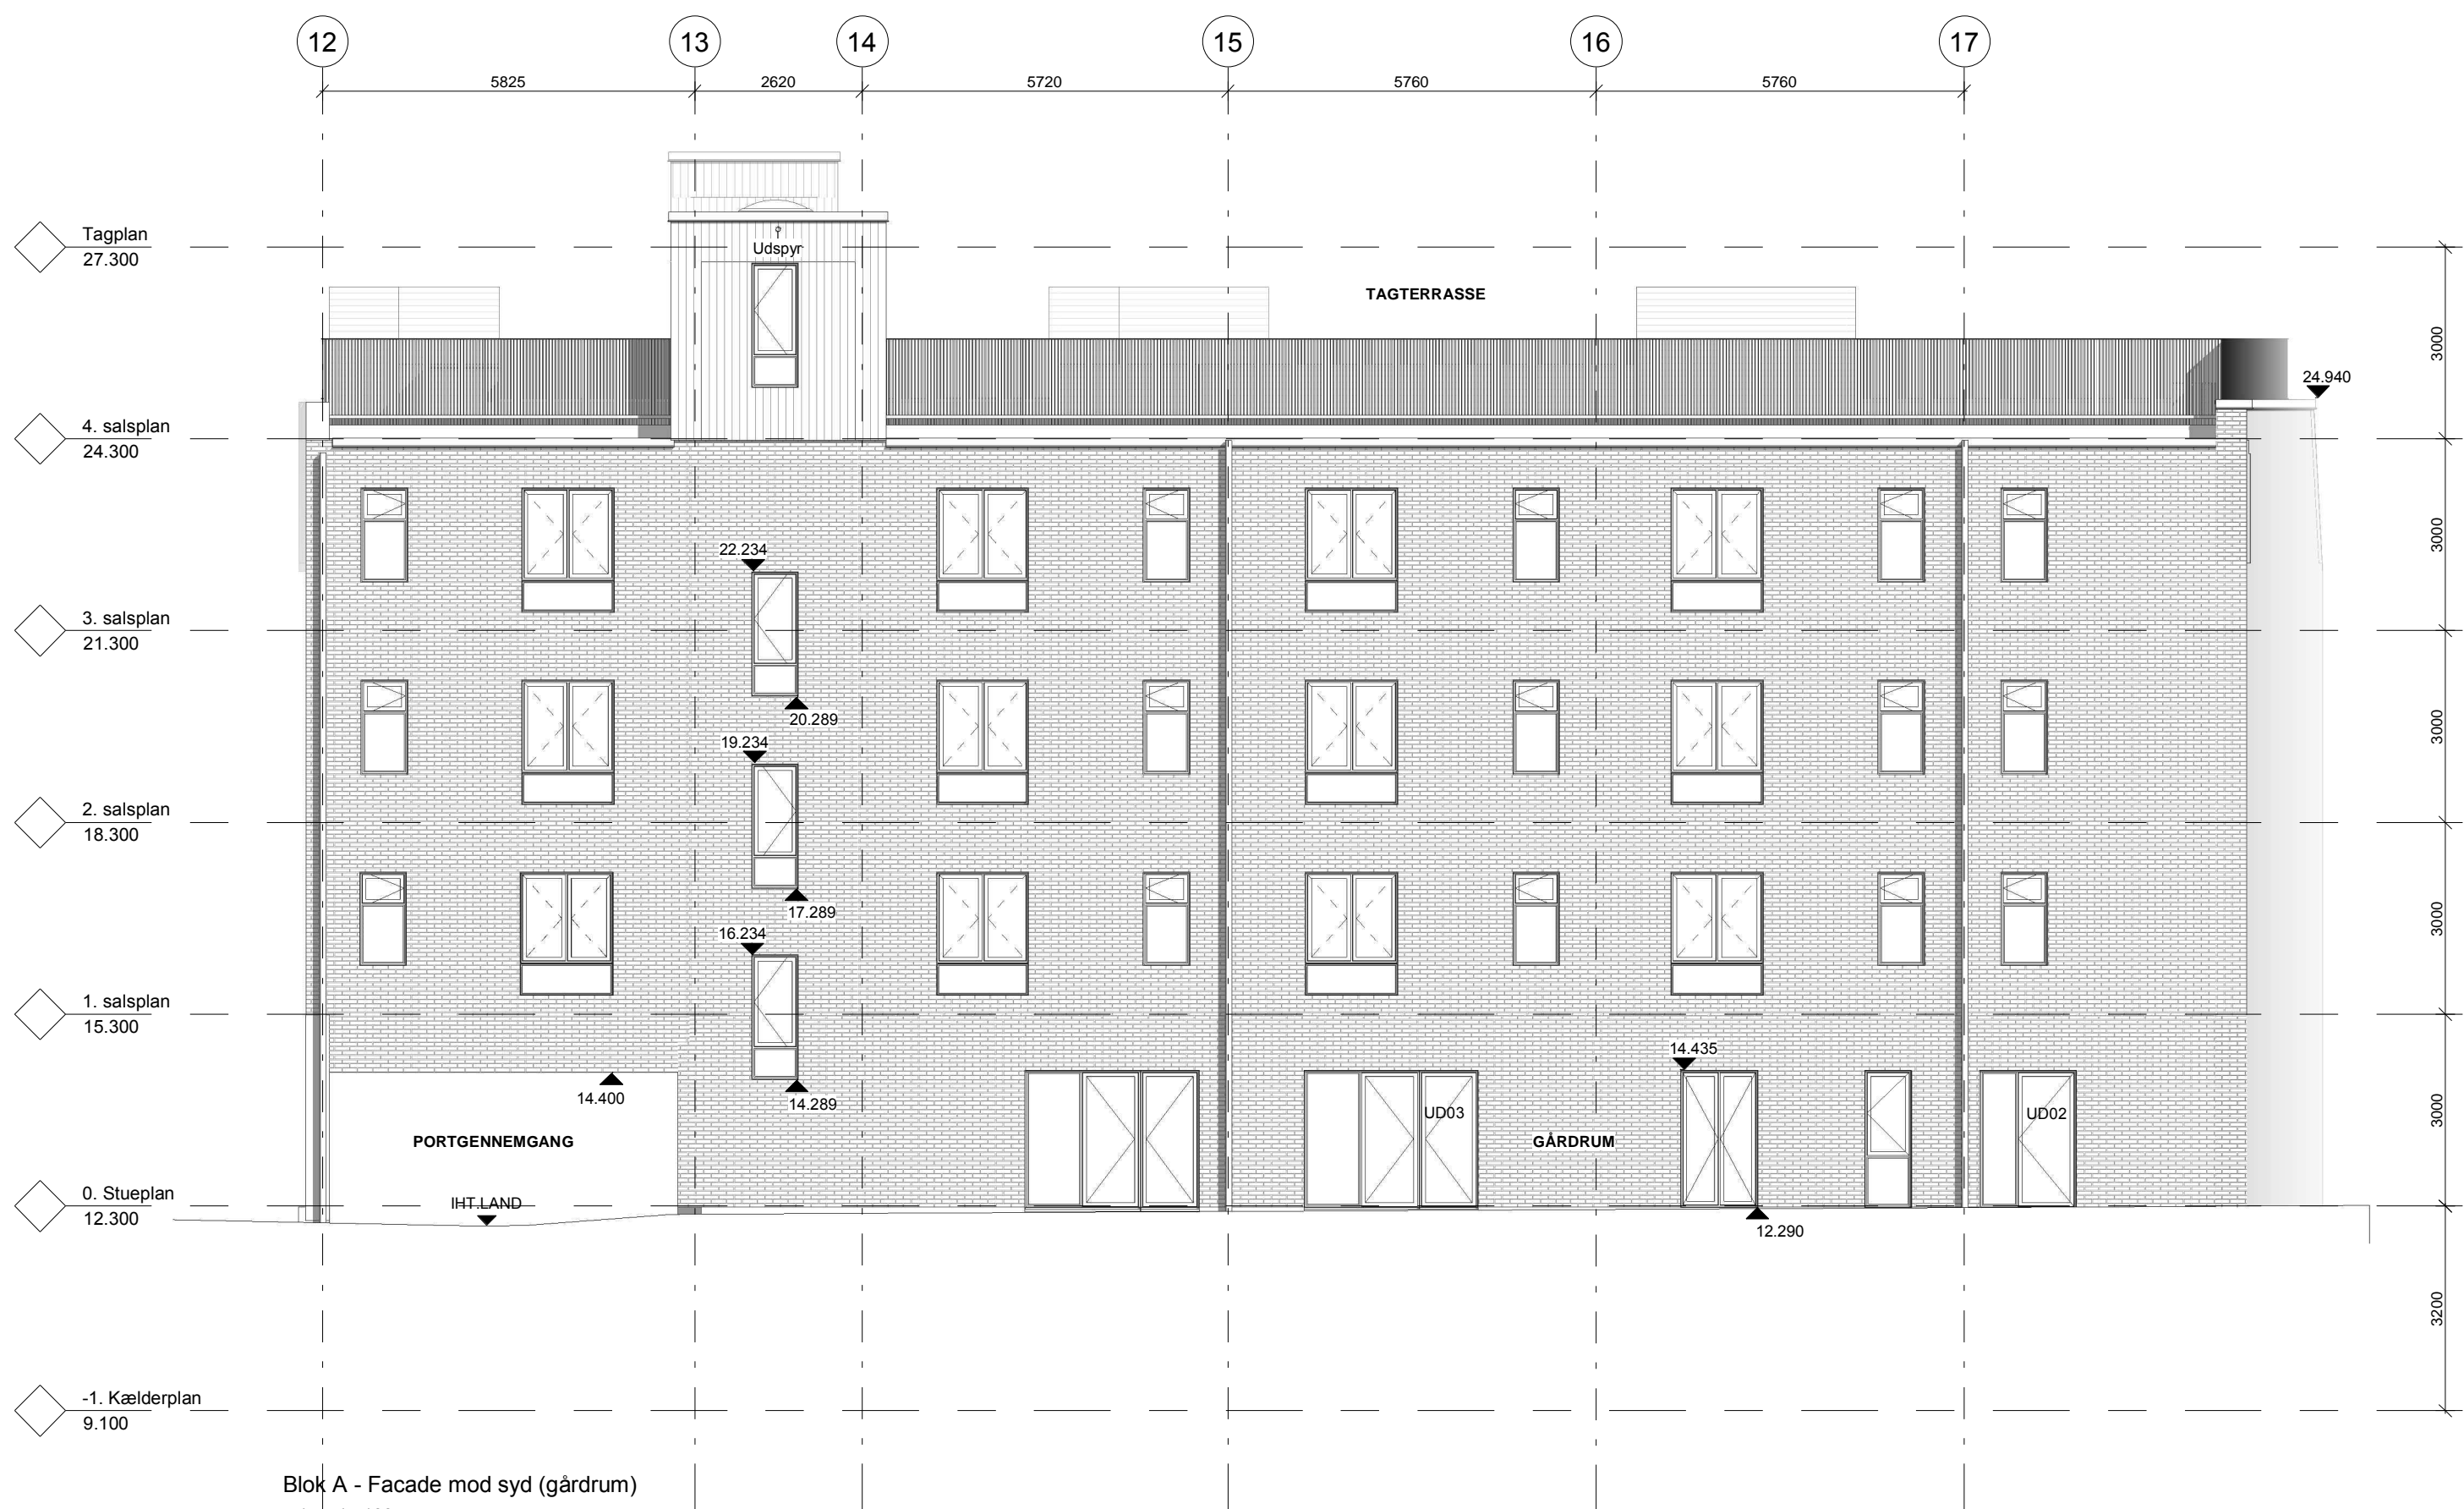 12 13 14 15 16 17
5825 2620 5720 5760 5760
Tagplan
27.300
Udspyr
TAGTERRASSE
3000
24.940
4. salsplan
24.300
3000
22.234
3. salsplan
21.300
20.289
3000
19.234
2. salsplan
18.300
17.289
3000
16.234
1. salsplan
15.300
14.435
14.400
14.289
3000
UD03
UD02
PORTGENNEMGANG
GÅRDRUM
0. Stueplan
12.300
IHT.LAND
12.290
3200
-1. Kælderplan
9.100
Blok A - Facade mod syd (gårdrum)